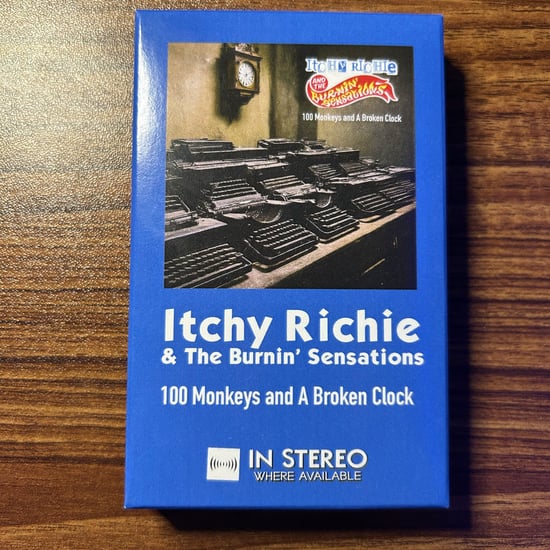 Itchy Richie
AND THE
BURNIN'
SENSATIONS
100 Monkeys and A Broken Clock
Itchy Richie
& The Burnin' Sensations
100 Monkeys and A Broken Clock
IN STEREO
WHERE AVAILABLE